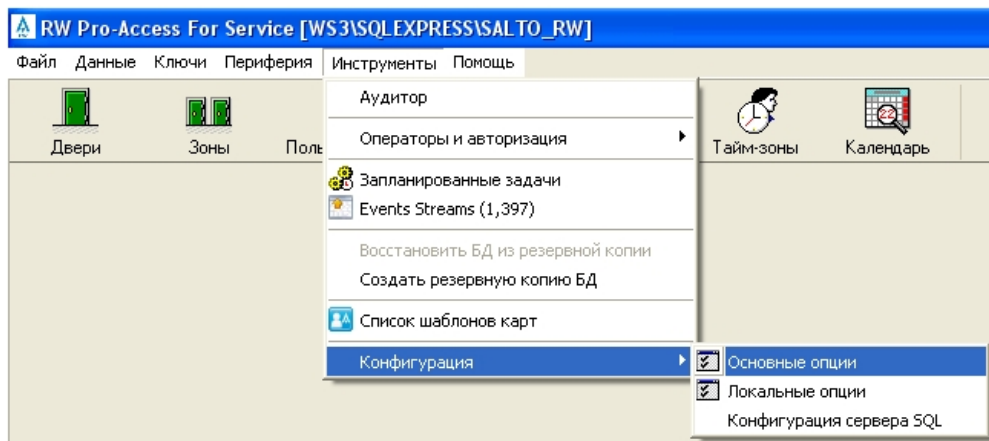 RW Pro-Access For Service [WS3\SQLEXPRESS\SALTO_RW]
Файл Данные Ключи Периферия Инструменты Помощь
Двери Зоны Тайм-зоны Календарь
Аудитор
Операторы и авторизация
Запланированные задачи
Events Streams (1,397)
Восстановить БД из резервной копии
Создать резервную копию БД
Список шаблонов карт
Конфигурация
Основные опции
Локальные опции
Конфигурация сервера SQL